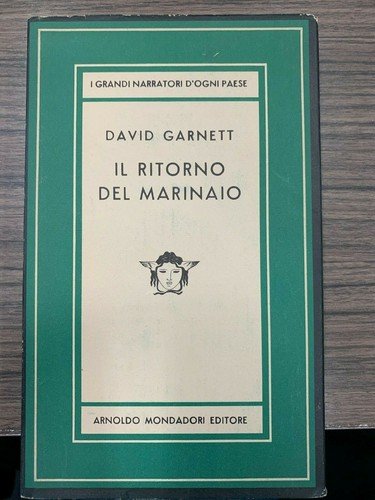 I GRANDI NARRATORI D'OGNI PAESE
DAVID GARNETT
IL RITORNO
DEL MARINAIO
ARNOLDO MONDADORI EDITORE